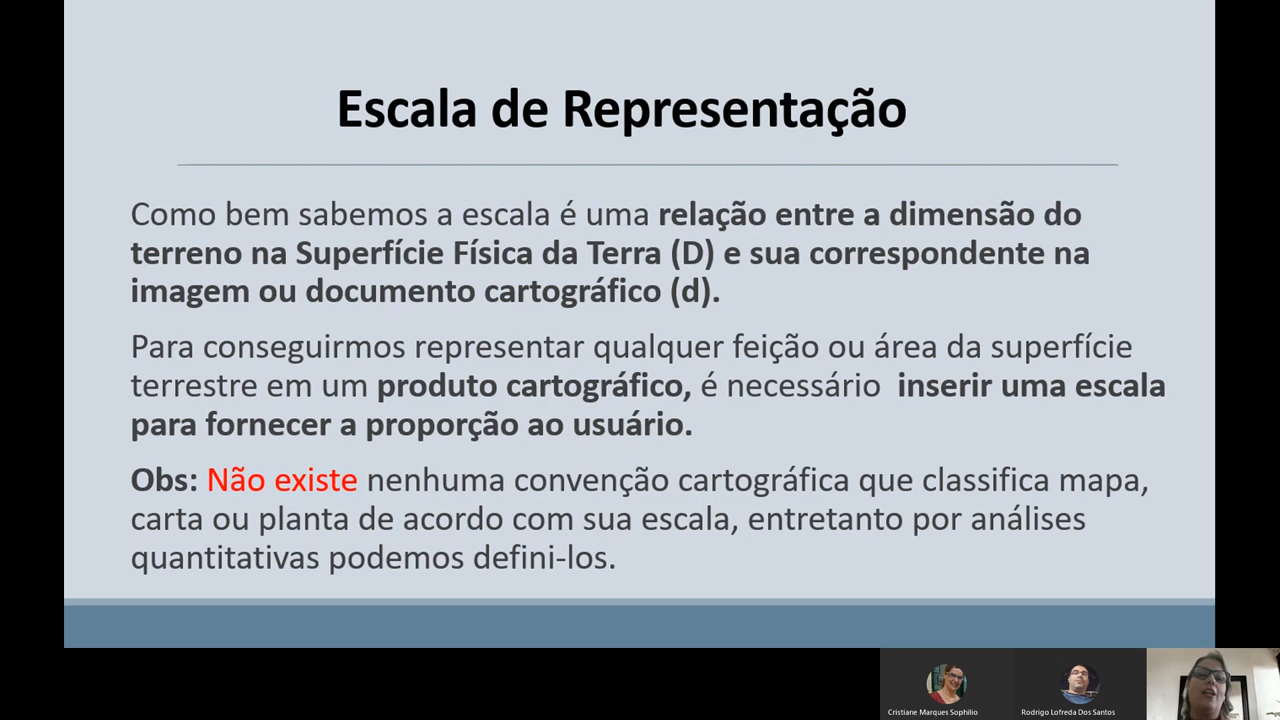 Escala de Representação
Como bem sabemos a escala é uma relação entre a dimensão do
terreno na Superfície Física da Terra (D) e sua correspondente na
imagem ou documento cartográfico (d).
Para conseguirmos representar qualquer feição ou área da superfície
terrestre em um produto cartográfico, é necessário inserir uma escala
para fornecer a proporção ao usuário.
Obs: Não existe nenhuma convenção cartográfica que classifica mapa,
carta ou planta de acordo com sua escala, entretanto por análises
quantitativas podemos defini-los.
Cristiane Marques Sophilio
Rodrigo Lofreda Dos Santos